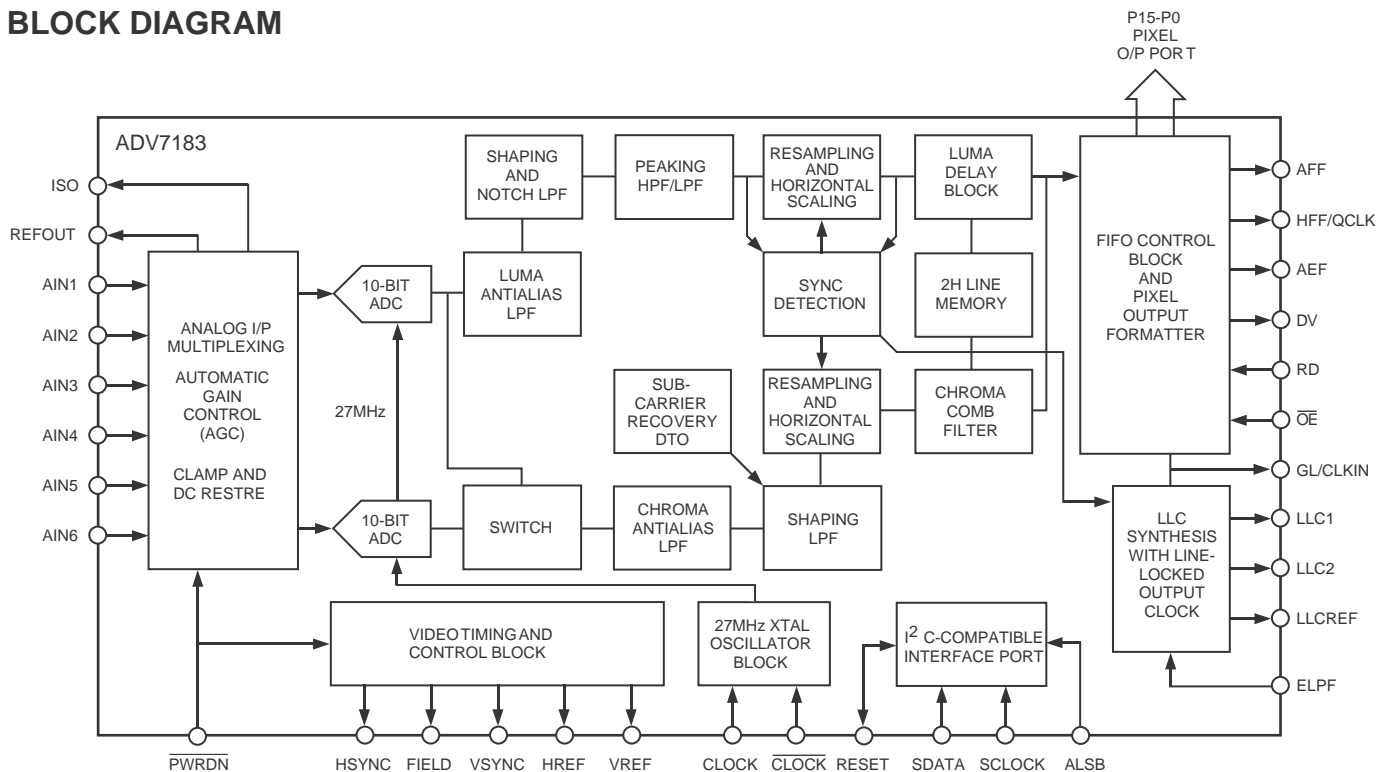 BLOCK DIAGRAM
P15-P0
PIXEL
O/P PORT
ADV7183
ISO
REFOUT
AIN1
AIN2
AIN3
AIN4
AIN5
AIN6
ANALOG I/P
MULTIPLEXING
AUTOMATIC
GAIN
CONTROL
(AGC)
CLAMP AND
DC RESTRE
10-BIT
ADC
27MHz
10-BIT
ADC
SHAPING
AND
NOTCH LPF
LUMA
ANTIALIAS
LPF
PEAKING
HPF/LPF
RESAMPLING
AND
HORIZONTAL
SCALING
LUMA
DELAY
BLOCK
SYNC
DETECTION
2H LINE
MEMORY
SUB-
CARRIER
RECOVERY
DTO
RESAMPLING
AND
HORIZONTAL
SCALING
CHROMA
COMB
FILTER
SWITCH
CHROMA
ANTIALIAS
LPF
SHAPING
LPF
FIFO CONTROL
BLOCK
AND
PIXEL
OUTPUT
FORMATTER
LLC
SYNTHESIS
WITH LINE-
LOCKED
OUTPUT
CLOCK
AFF
HFF/QCLK
AEF
DV
RD
OE
GL/CLKIN
LLC1
LLC2
LLCREF
ELPF
VIDEO TIMING AND
CONTROL BLOCK
27MHz XTAL
OSCILLATOR
BLOCK
I2 C-COMPATIBLE
INTERFACE PORT
PWRDN
HSYNC
FIELD
VSYNC
HREF
VREF
CLOCK
CLOCK
RESET
SDATA
SCLOCK
ALSB